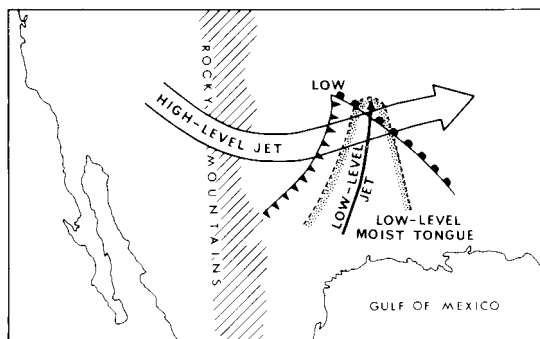 ROCKY MOUNTAINS
HIGH-LEVEL JET
LOW
LOW-LEVEL
JET
LOW-LEVEL
MOIST TONGUE
GULF OF MEXICO